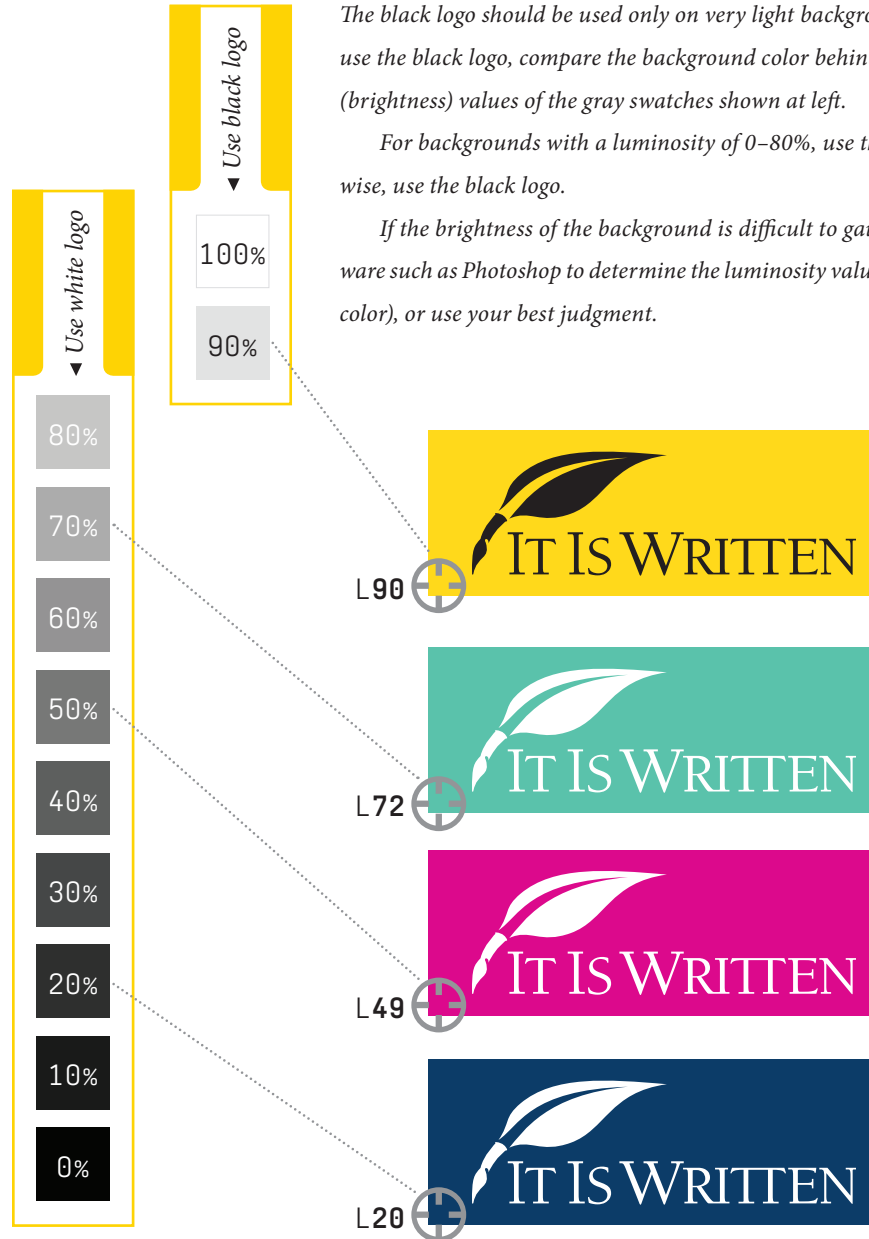 The black logo should be used only on very light backgro
use the black logo, compare the background color behin
(brightness) values of the gray swatches shown at left.
For backgrounds with a luminosity of 0–80%, use th
wise, use the black logo.
If the brightness of the background is difficult to gau
ware such as Photoshop to determine the luminosity valu
color), or use your best judgment.
◄ Use black logo
100%
90%
◄ Use white logo
80%
70%
60%
50%
40%
30%
20%
10%
0%
L90
IT IS WRITTEN
L72
IT IS WRITTEN
L49
IT IS WRITTEN
L20
IT IS WRITTEN